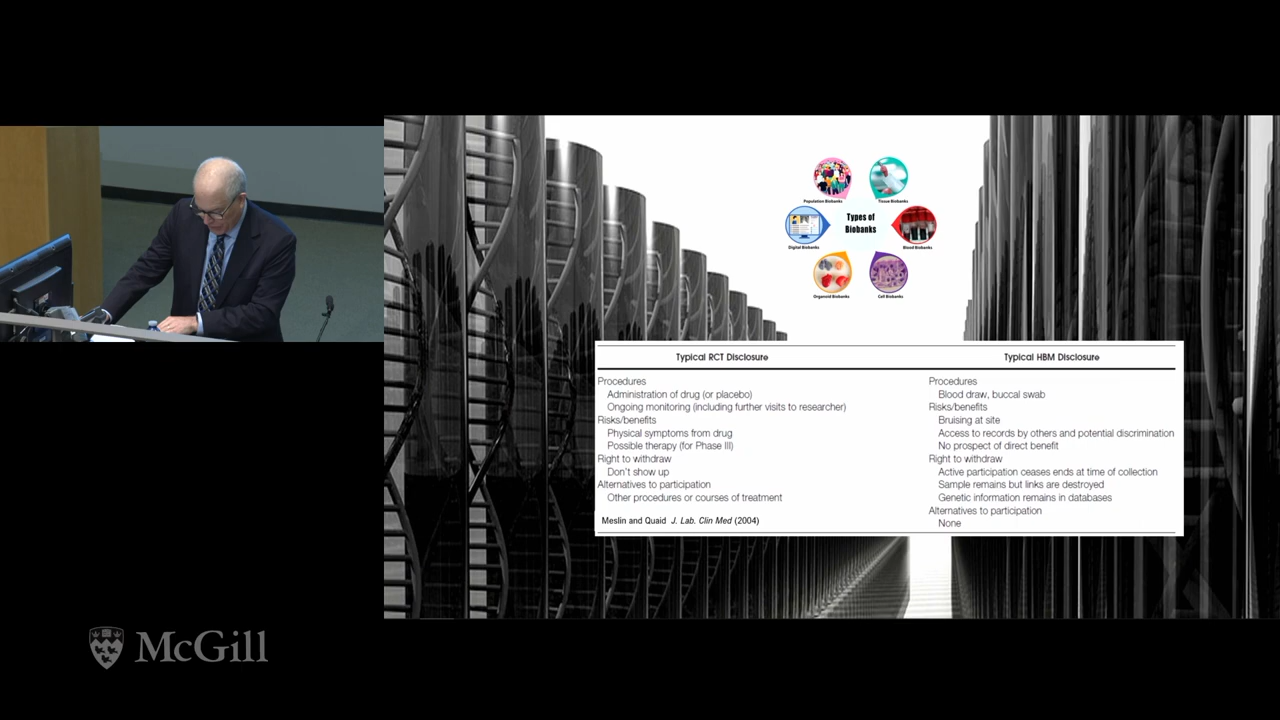 Population Biobanks
Tissue Biobanks
Types of
Biobanks
Digital Biobanks
Blood Biobanks
Organoid Biobanks
Cell Biobanks
Typical RCT Disclosure
Procedures
Administration of drug (or placebo)
Ongoing monitoring (including further visits to researcher)
Risks/benefits
Physical symptoms from drug
Possible therapy (for Phase III)
Right to withdraw
Don't show up
Alternatives to participation
Other procedures or courses of treatment
Meslin and Quaid J. Lab. Clin Med (2004)
Typical HBM Disclosure
Procedures
Blood draw, buccal swab
Risks/benefits
Bruising at site
Access to records by others and potential discrimination
No prospect of direct benefit
Right to withdraw
Active participation ceases ends at time of collection
Sample remains but links are destroyed
Genetic information remains in databases
Alternatives to participation
None
McGill